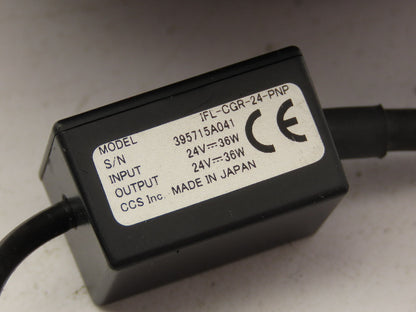 MODEL IFL-CGR-24-PNP
S/N 395715A041
INPUT 24V⎓36W
OUTPUT 24V⎓36W
CCS Inc. MADE IN JAPAN
CE